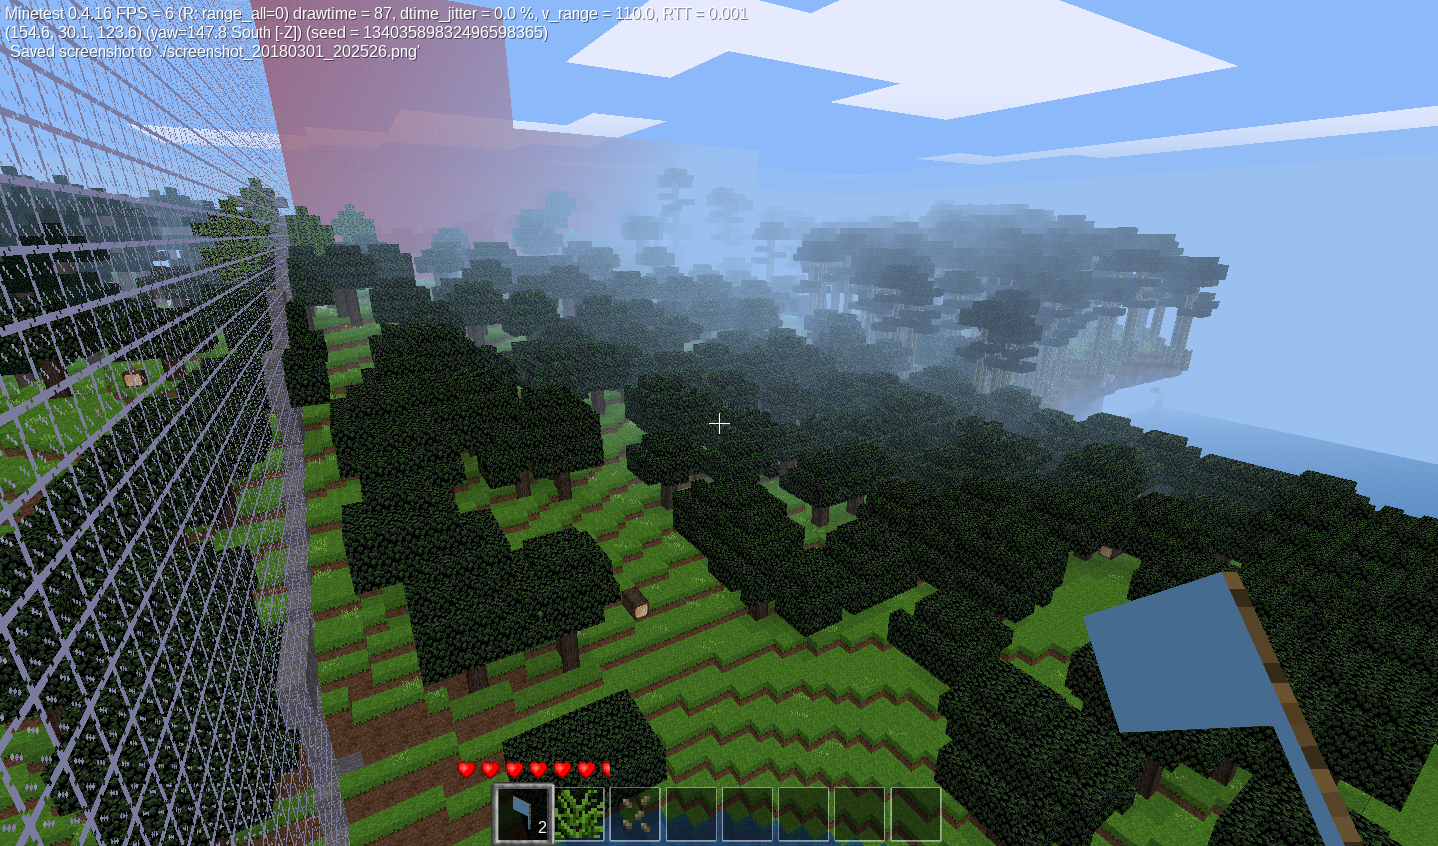 Minetest 0.4.16 FPS = 6 (R: range_all=0) drawtime = 87, dtime_jitter = 0.0 %, v_range = 110.0, RTT = 0.001
(154.6, 30.1, 123.6) (yaw=147.8 South [-Z]) (seed = 13403589832496598365)
Saved screenshot to './screenshot_20180301_202526.png'
2